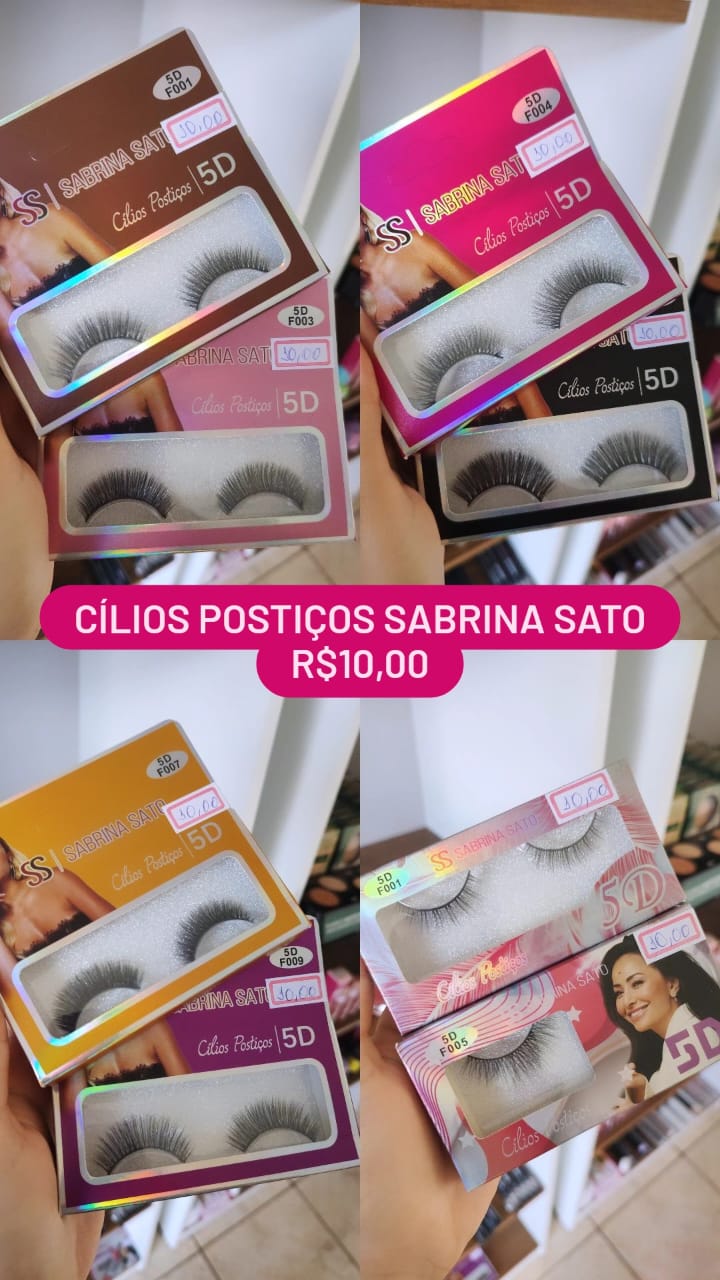 5D
F001
10,00
SS | SABRINA SATO
Cílios Postiços | 5D
5D
F003
10,00
ABRINA SATO
Cílios Postiços | 5D
5D
F004
10,00
SS | SABRINA SATO
Cílios Postiços | 5D
10,00
Cílios Postiços | 5D
CÍLIOS POSTIÇOS SABRINA SATO
R$10,00
5D
F007
10,00
SS | SABRINA SATO
Cílios Postiços | 5D
5D
F009
10,00
ABRINA SATO
Cílios Postiços | 5D
10,00
SS SABRINA SATO
5D
F001
5D
Cílios Postiços
10,00
INA SATO
5D
F005
5D
Cílios Postiços